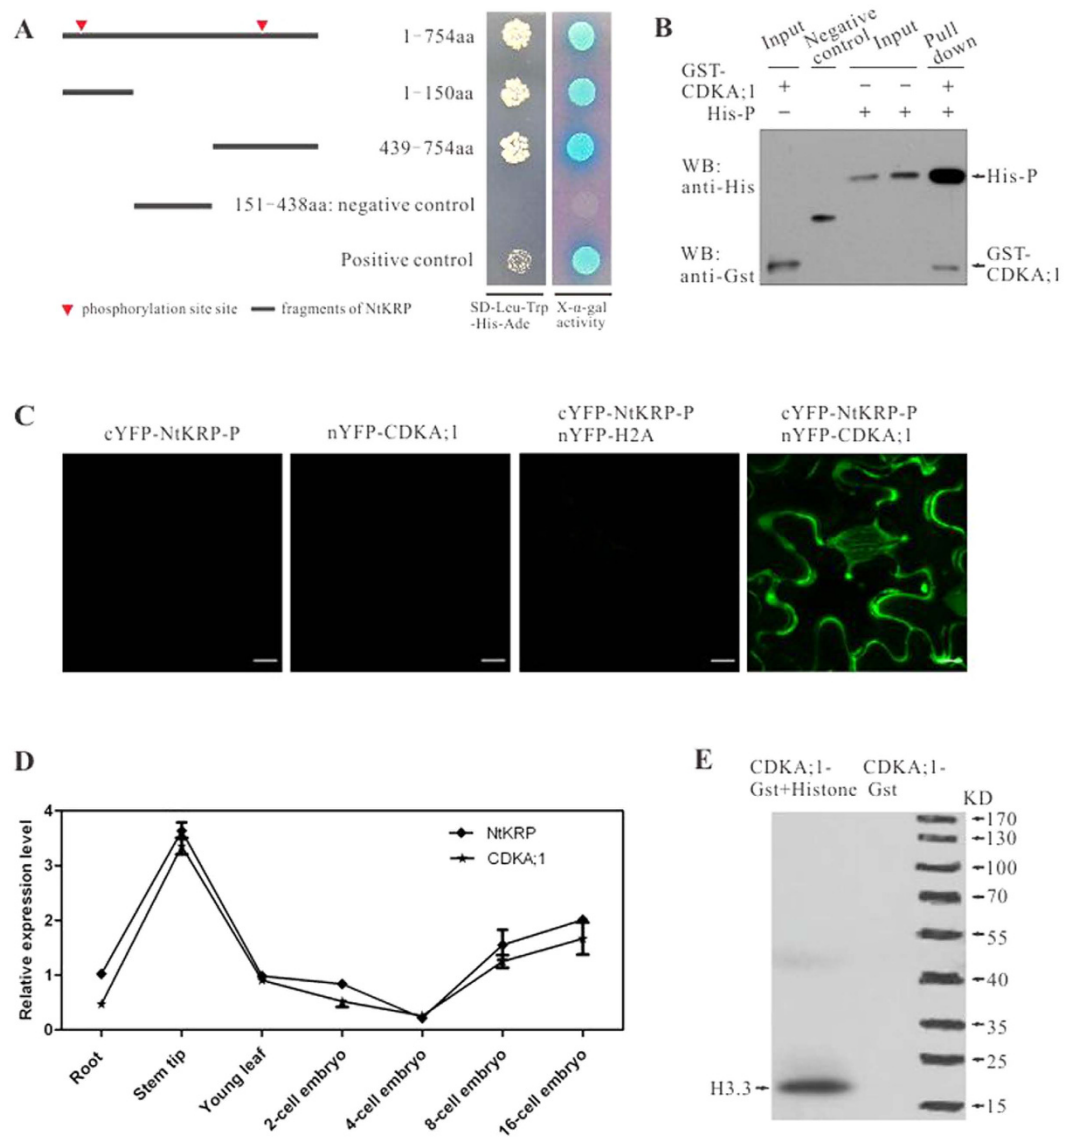 A
1-754aa
1-150aa
439-754aa
151-438aa: negative control
Positive control
phosphorylation site site
fragments of NtKRP
SD-Leu-Trp
-His-Ade
X-α-gal
activity
B
Input
Negative
control
Input
Pull
down
GST-
CDKA;1
+ − − +
His-P
− + + +
WB:
anti-His
His-P
WB:
anti-Gst
GST-
CDKA;1
C
cYFP-NtKRP-P
nYFP-CDKA;1
cYFP-NtKRP-P
nYFP-H2A
cYFP-NtKRP-P
nYFP-CDKA;1
D
Relative expression level
4
3
2
1
0
NtKRP
CDKA;1
Root
Stem tip
Young leaf
2-cell embryo
4-cell embryo
8-cell embryo
16-cell embryo
E
CDKA;1-
Gst+Histone
CDKA;1-
Gst
KD
170
130
100
70
55
40
35
25
15
H3.3